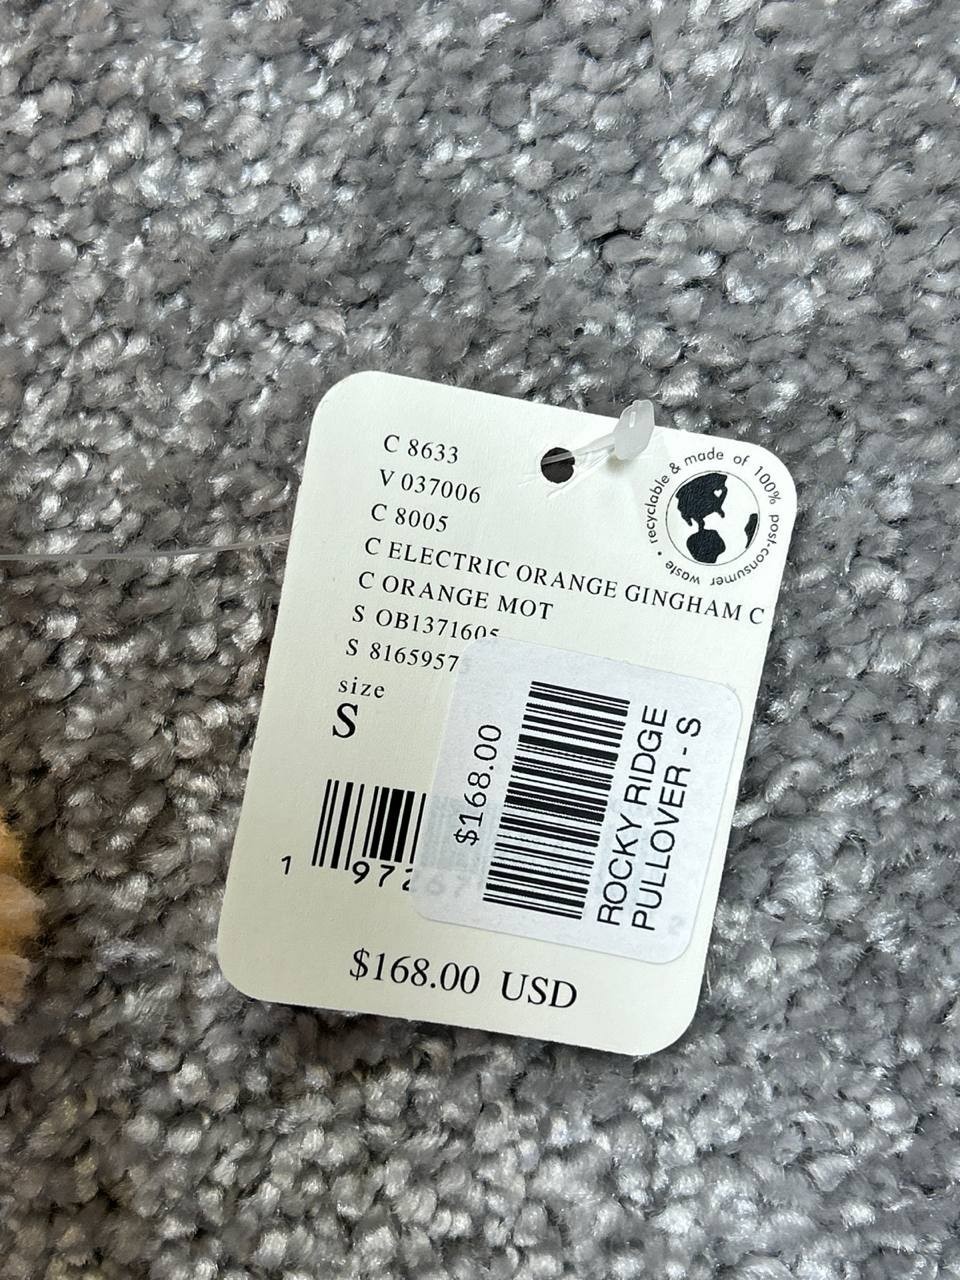 C 8633
V 037006
C 8005
C ELECTRIC ORANGE GINGHAM C
C ORANGE MOT
S OB1371605
S 8165957
size
S
recyclable & made of 100% post-consumer waste •
$168.00
ROCKY RIDGE
PULLOVER - S
1 97267
$168.00 USD